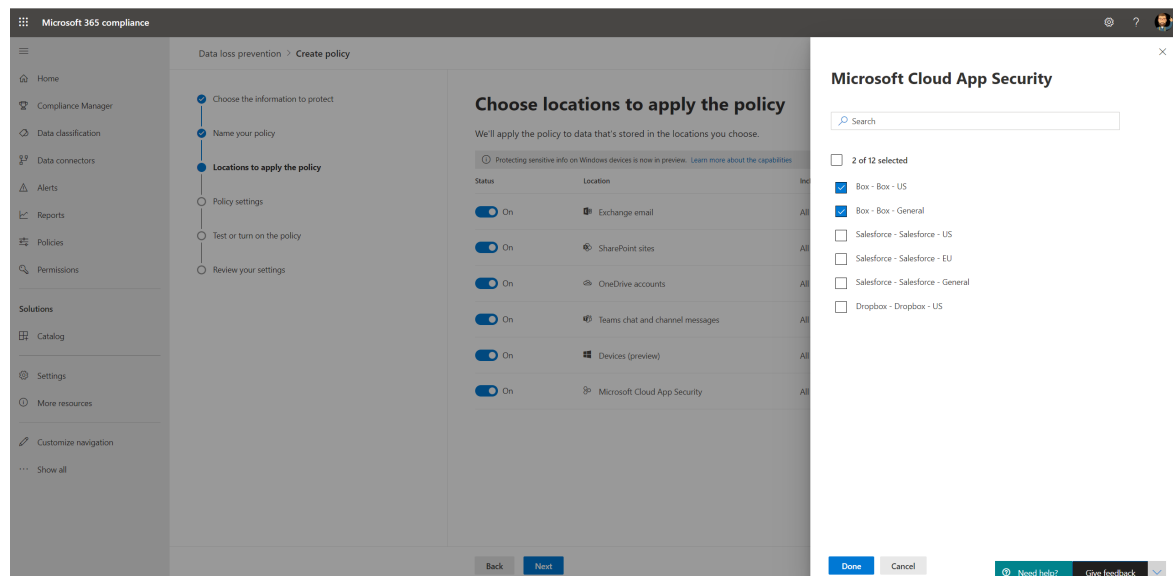 Microsoft 365 compliance
?
Home
Compliance Manager
Data classification
Data connectors
Alerts
Reports
Policies
Permissions
Solutions
Catalog
Settings
More resources
Customize navigation
Show all
Data loss prevention > Create policy
Choose the information to protect
Name your policy
Locations to apply the policy
Policy settings
Test or turn on the policy
Review your settings
Choose locations to apply the policy
We'll apply the policy to data that's stored in the locations you choose.
Protecting sensitive info on Windows devices is now in preview. Learn more about the capabilities
Status Location Incl
On Exchange email All
On SharePoint sites All
On OneDrive accounts All
On Teams chat and channel messages All
On Devices (preview) All
On Microsoft Cloud App Security All
Back Next
Microsoft Cloud App Security
Search
2 of 12 selected
Box - Box - US
Box - Box - General
Salesforce - Salesforce - US
Salesforce - Salesforce - EU
Salesforce - Salesforce - General
Dropbox - Dropbox - US
Done Cancel
Need help? Give feedback